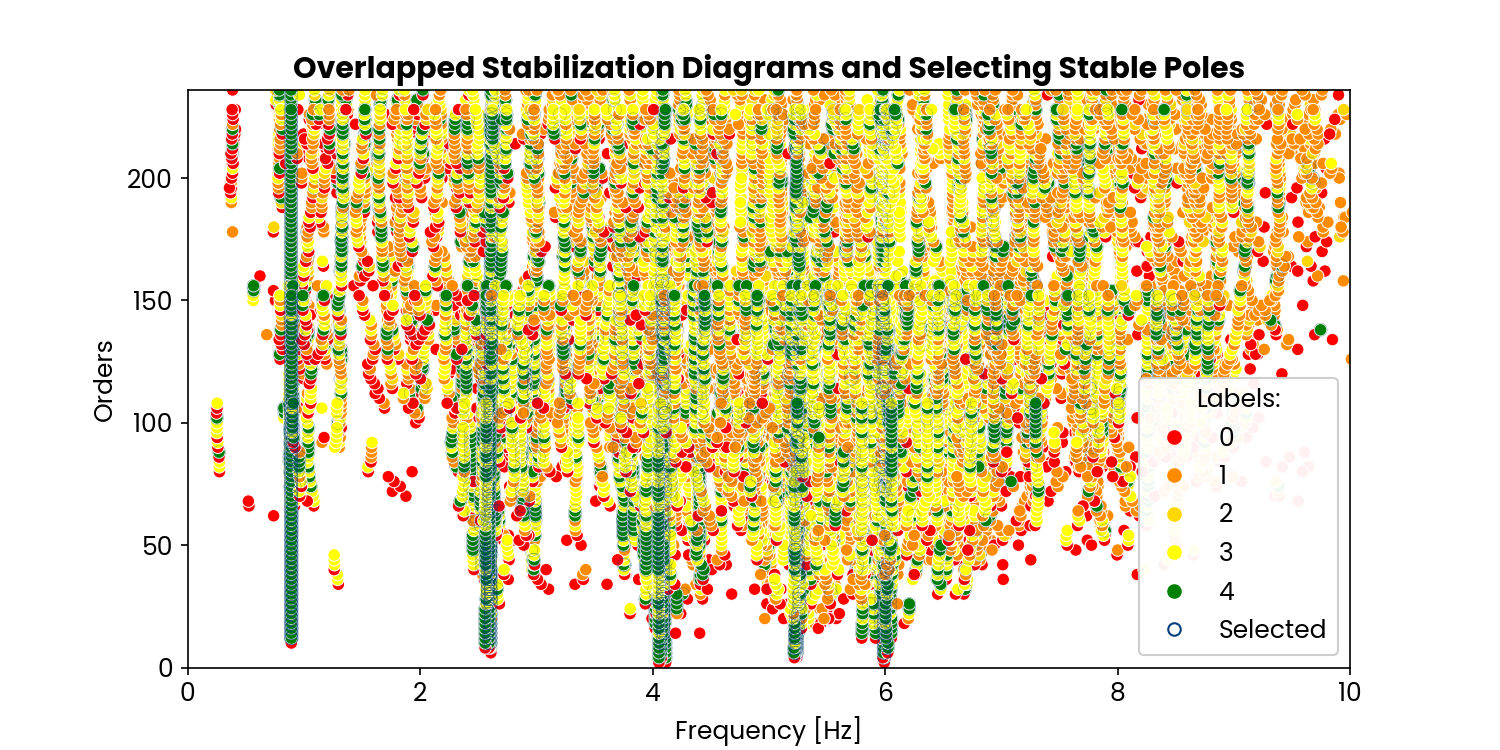 Overlapped Stabilization Diagrams and Selecting Stable Poles
Orders
200
150
100
50
0
0 2 4 6 8 10
Frequency [Hz]
Labels:
0
1
2
3
4
Selected